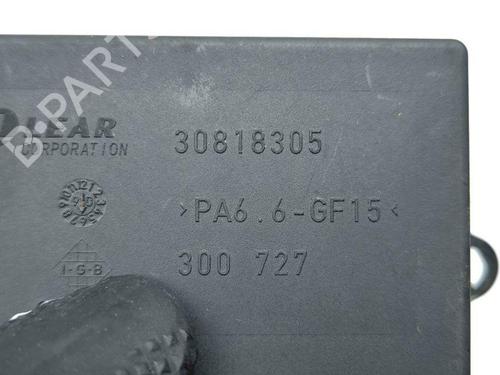 LEAR
CORPORATION
30818305
>PA6.6-GF15<
300 727
I-G-B
B-PARTS